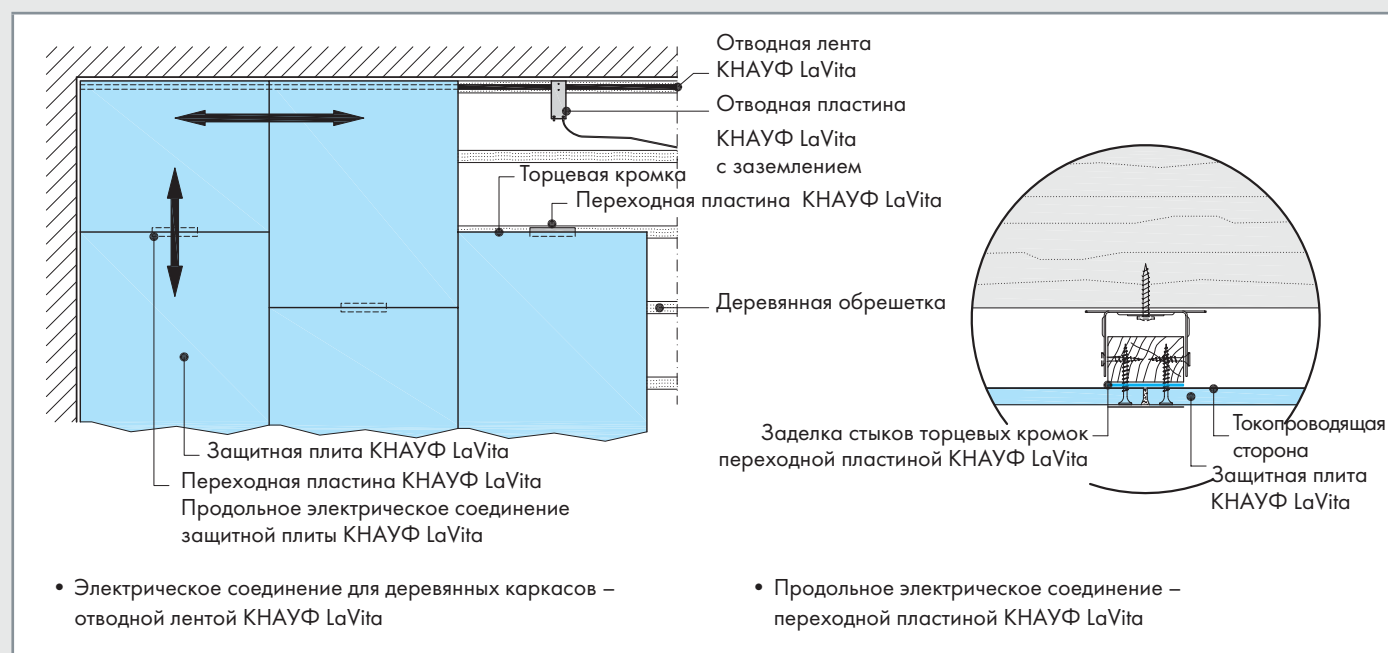 Отводная лента
КНАУФ LaVita
Отводная пластина
КНАУФ LaVita
с заземлением
Торцевая кромка
Переходная пластина КНАУФ LaVita
Деревянная обрешетка
Защитная плита КНАУФ LaVita
Переходная пластина КНАУФ LaVita
Продольное электрическое соединение
защитной плиты КНАУФ LaVita
Заделка стыков торцевых кромок
переходной пластиной КНАУФ LaVita
Токопроводящая
сторона
Защитная плита
КНАУФ LaVita
• Электрическое соединение для деревянных каркасов –
отводной лентой КНАУФ LaVita
• Продольное электрическое соединение –
переходной пластиной КНАУФ LaVita